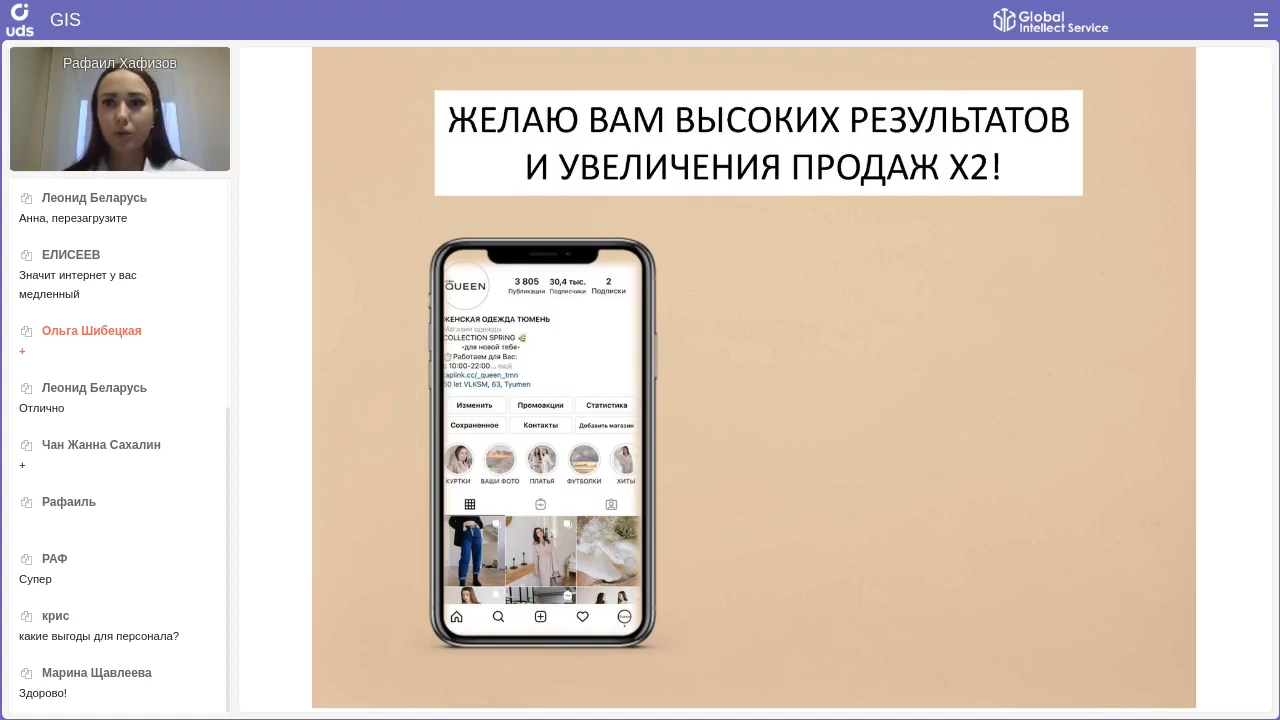 uds
GIS
Global
Intellect Service
Рафаил Хафизов
Леонид Беларусь
Анна, перезагрузите
ЕЛИСЕЕВ
Значит интернет у вас
медленный
Ольга Шибецкая
+
Леонид Беларусь
Отлично
Чан Жанна Сахалин
+
Рафаиль
РАФ
Супер
крис
какие выгоды для персонала?
Марина Щавлеева
Здорово!
ЖЕЛАЮ ВАМ ВЫСОКИХ РЕЗУЛЬТАТОВ
И УВЕЛИЧЕНИЯ ПРОДАЖ Х2!
QUEEN
3 805 30,4 тыс. 2
Публикации Подписчики Подписки
ЖЕНСКАЯ ОДЕЖДА ТЮМЕНЬ
Магазин одежды
COLLECTION SPRING
•для новой тебя•
Работаем для Вас:
: 10:00-22:00... ещё
taplink.cc/_queen_tmn
50 let VLKSM, 63, Tyumen
Изменить Промоакции Статистика
Сохраненное Контакты Добавить магазин
КУРТКИ ВАШИ ФОТО ПЛАТЬЯ ФУТБОЛКИ ХИТЫ